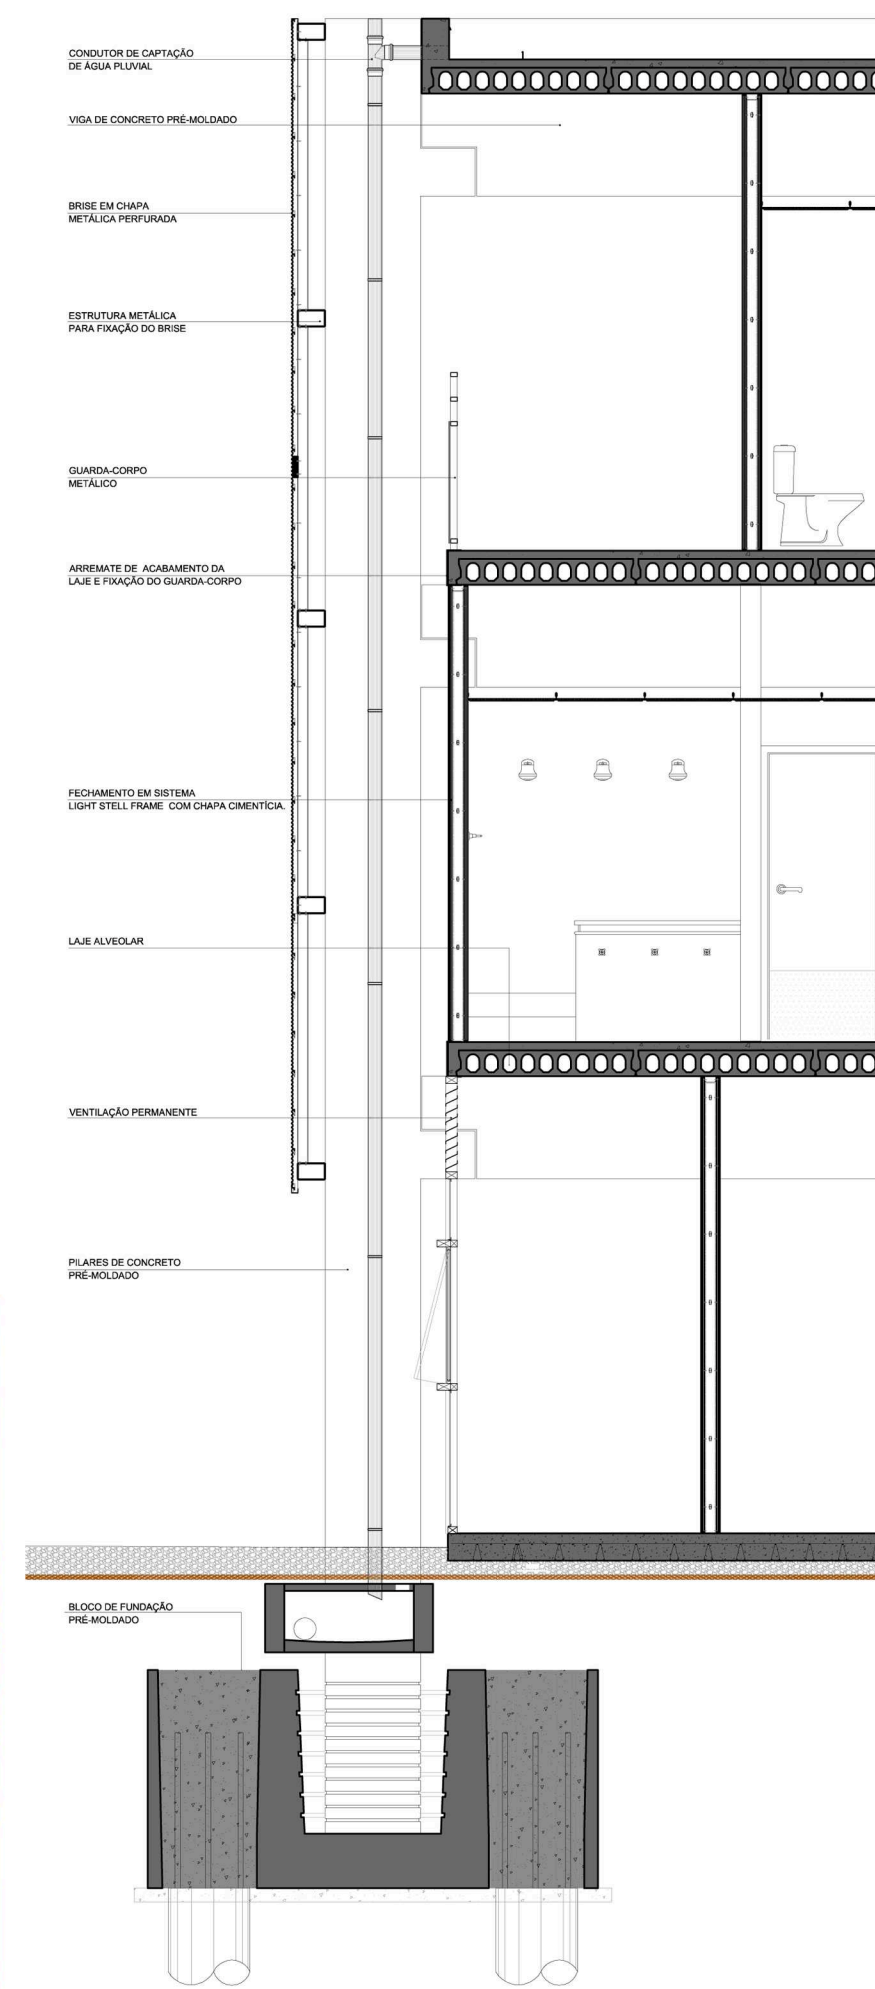 CONDUTOR DE CAPTAÇÃO
DE ÁGUA PLUVIAL
VIGA DE CONCRETO PRÉ-MOLDADO
BRISE EM CHAPA
METÁLICA PERFURADA
ESTRUTURA METÁLICA
PARA FIXAÇÃO DO BRISE
GUARDA-CORPO
METÁLICO
ARREMATE DE ACABAMENTO DA
LAJE E FIXAÇÃO DO GUARDA-CORPO
FECHAMENTO EM SISTEMA
LIGHT STELL FRAME COM CHAPA CIMENTÍCIA.
LAJE ALVEOLAR
VENTILAÇÃO PERMANENTE
PILARES DE CONCRETO
PRÉ-MOLDADO
BLOCO DE FUNDAÇÃO
PRÉ-MOLDADO